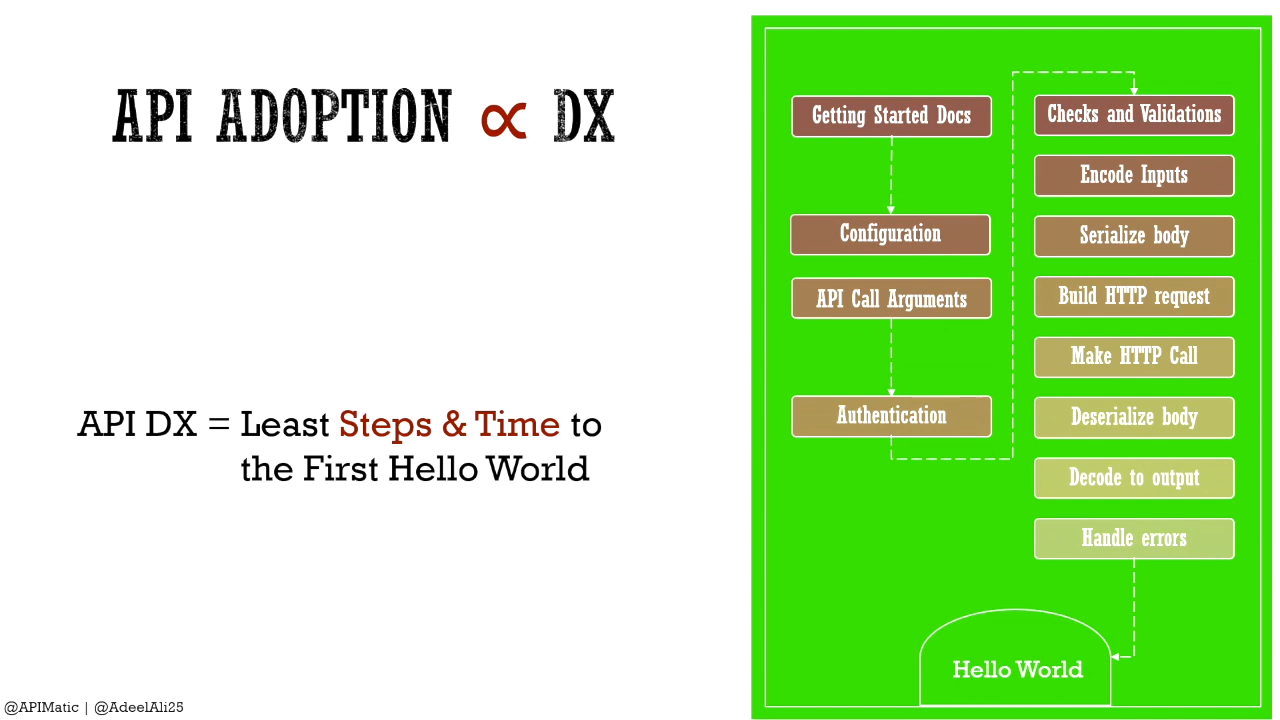 API ADOPTION ∝ DX
API DX = Least Steps & Time to
the First Hello World
Getting Started Docs
Configuration
API Call Arguments
Authentication
Checks and Validations
Encode Inputs
Serialize body
Build HTTP request
Make HTTP Call
Deserialize body
Decode to output
Handle errors
Hello World
@APIMatic | @AdeelAli25